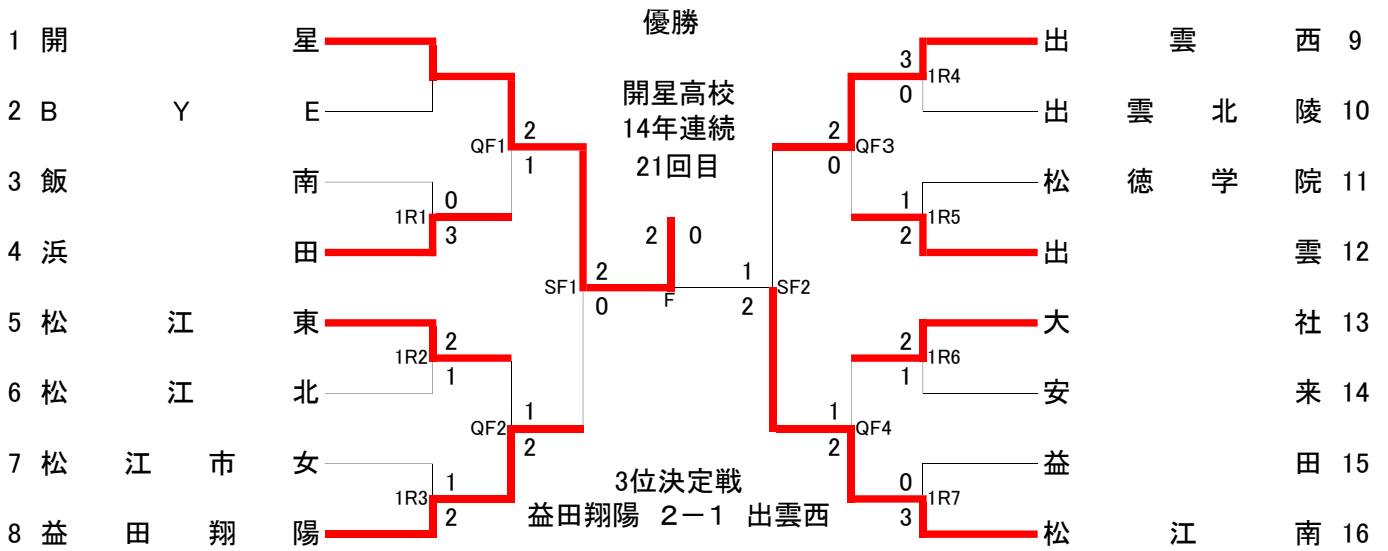 優勝
1 開星
2 BYE
3 飯南
4 浜田
5 松江東
6 松江北
7 松江市女
8 益田翔陽
1R1
0
3
1R2
2
1
1R3
1
2
QF1
2
1
QF2
1
2
SF1
2
0
開星高校
14年連続
21回目
2 0
F
3位決定戦
益田翔陽 2－1 出雲西
1
2
SF2
2
0
QF3
1
2
QF4
3
0
1R4
1
2
1R5
2
1
1R6
0
3
1R7
出雲西 9
出雲北陵 10
松徳学院 11
出雲 12
大社 13
安来 14
益田 15
松江南 16